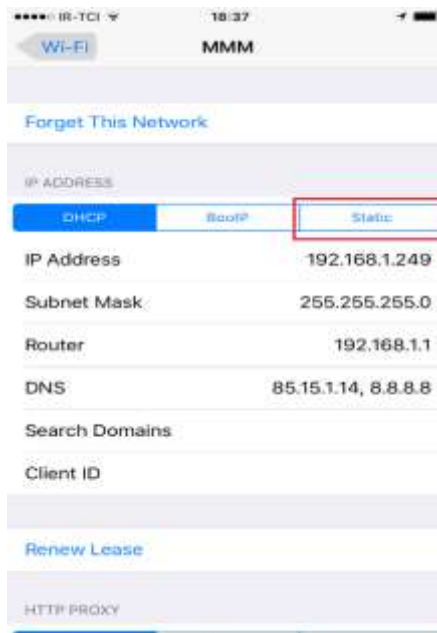 IR-TCI 18:37
Wi-Fi MMM
Forget This Network
IP ADDRESS
DHCP BootP Static
IP Address 192.168.1.249
Subnet Mask 255.255.255.0
Router 192.168.1.1
DNS 85.15.1.14, 8.8.8.8
Search Domains
Client ID
Renew Lease
HTTP PROXY